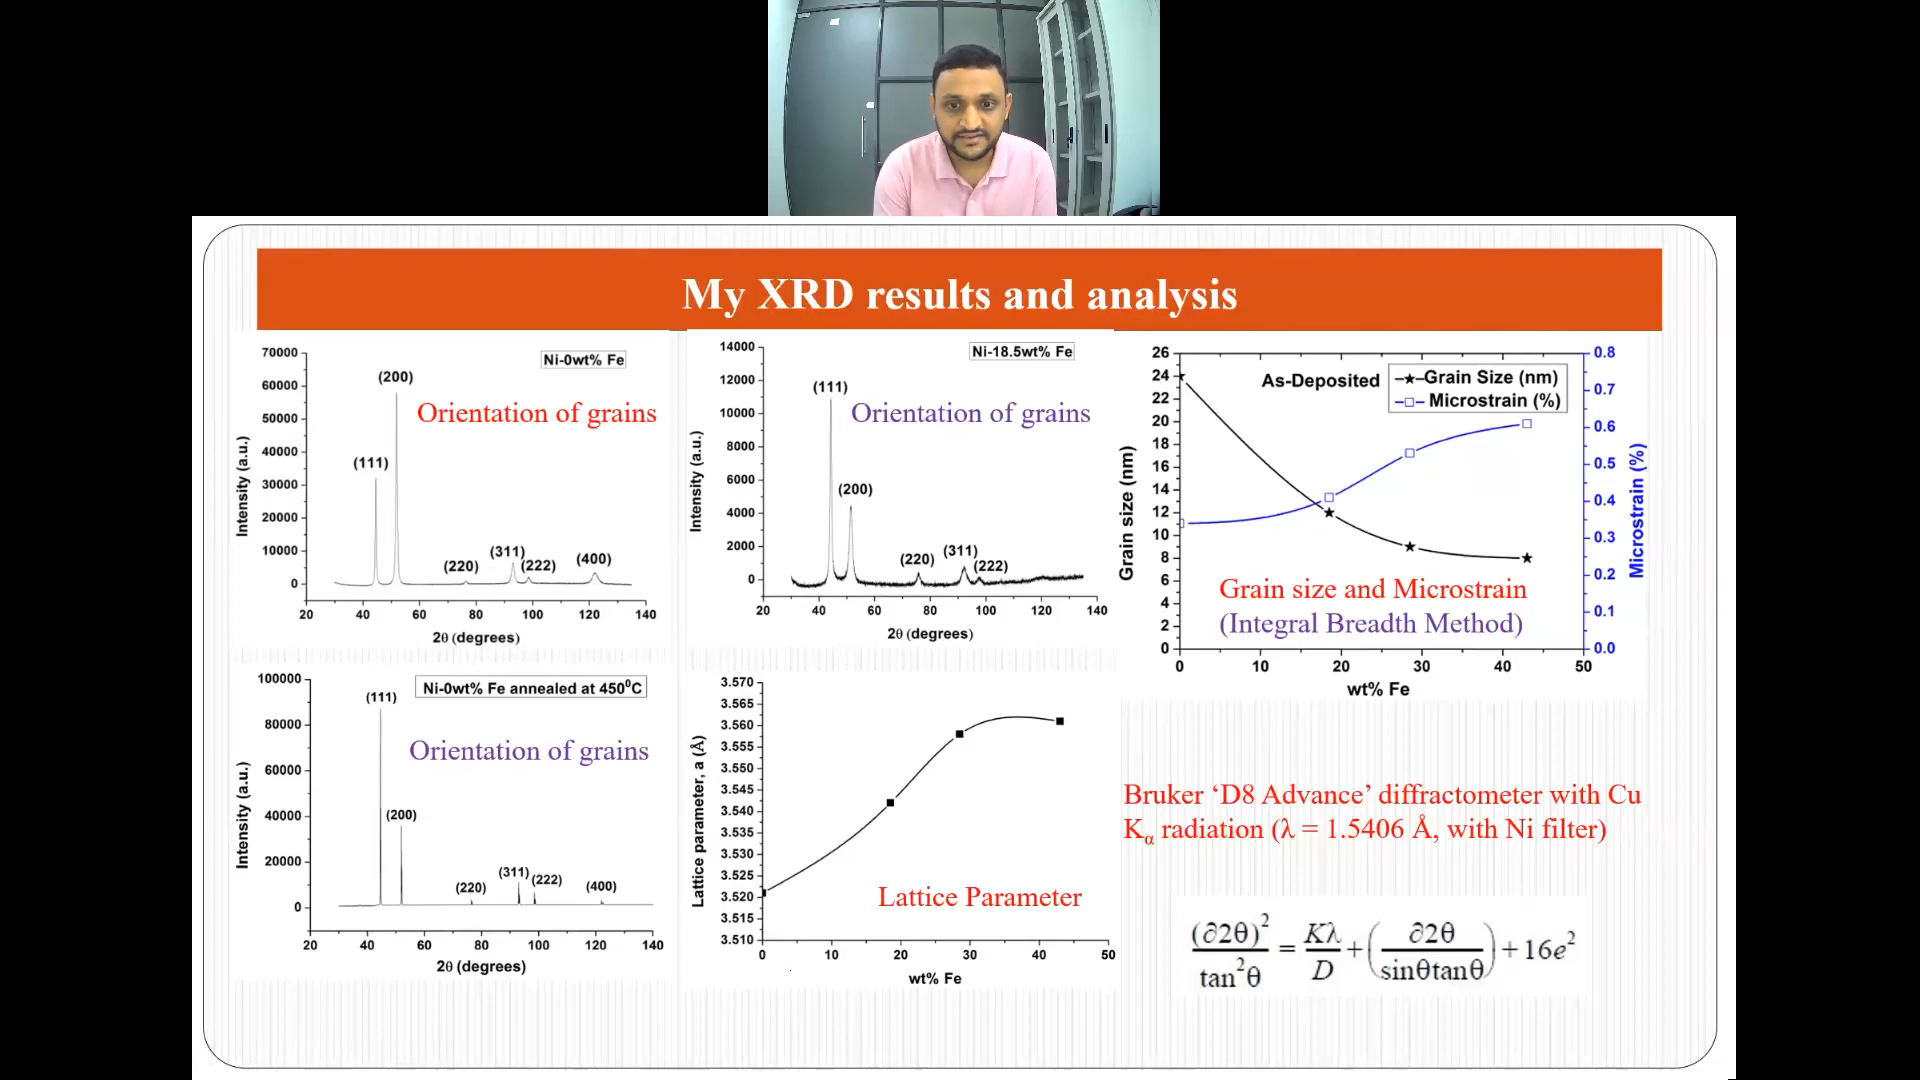 My XRD results and analysis
Ni-0wt% Fe
Orientation of grains
(111)
(200)
(220)
(311)
(222)
(400)
Intensity (a.u.)
70000
60000
50000
40000
30000
20000
10000
0
20 40 60 80 100 120 140
2θ (degrees)
Ni-18.5wt% Fe
Orientation of grains
(111)
(200)
(220)
(311)
(222)
Intensity (a.u.)
14000
12000
10000
8000
6000
4000
2000
0
20 40 60 80 100 120 140
2θ (degrees)
As-Deposited
Grain Size (nm)
Microstrain (%)
Grain size (nm)
26
24
22
20
18
16
14
12
10
8
6
4
2
0
0.8
0.7
0.6
0.5
0.4
0.3
0.2
0.1
0.0
Microstrain (%)
Grain size and Microstrain
(Integral Breadth Method)
0 10 20 30 40 50
wt% Fe
Ni-0wt% Fe annealed at 450⁰C
Orientation of grains
(111)
(200)
(220)
(311)
(222)
(400)
Intensity (a.u.)
100000
80000
60000
40000
20000
0
20 40 60 80 100 120 140
2θ (degrees)
Lattice parameter, a (Å)
3.570
3.565
3.560
3.555
3.550
3.545
3.540
3.535
3.530
3.525
3.520
3.515
3.510
Lattice Parameter
0 10 20 30 40 50
wt% Fe
Bruker ‘D8 Advance’ diffractometer with Cu
Kα radiation (λ = 1.5406 Å, with Ni filter)
(∂2θ)²/tan²θ = Kλ/D + (∂2θ/sinθtanθ) + 16e²